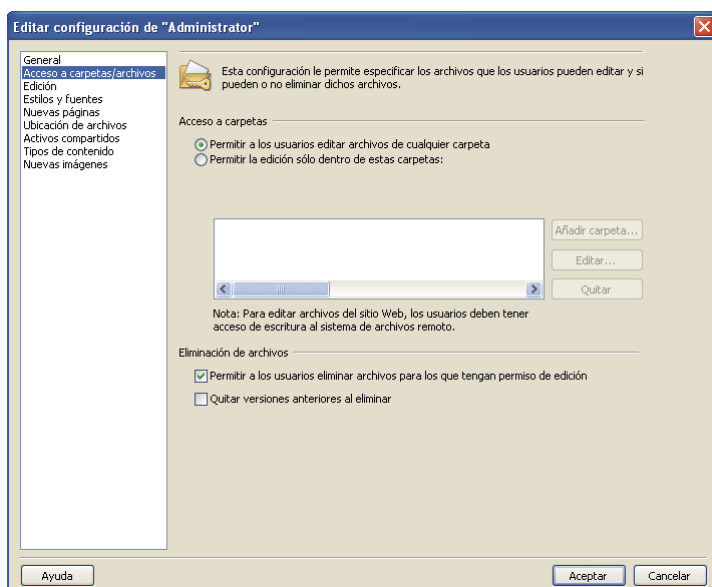 Editar configuración de "Administrator"
General
Acceso a carpetas/archivos
Edición
Estilos y fuentes
Nuevas páginas
Ubicación de archivos
Activos compartidos
Tipos de contenido
Nuevas imágenes
Esta configuración le permite especificar los archivos que los usuarios pueden editar y si
pueden o no eliminar dichos archivos.
Acceso a carpetas
Permitir a los usuarios editar archivos de cualquier carpeta
Permitir la edición sólo dentro de estas carpetas:
Añadir carpeta...
Editar...
Quitar
Nota: Para editar archivos del sitio Web, los usuarios deben tener
acceso de escritura al sistema de archivos remoto.
Eliminación de archivos
Permitir a los usuarios eliminar archivos para los que tengan permiso de edición
Quitar versiones anteriores al eliminar
Ayuda
Aceptar
Cancelar